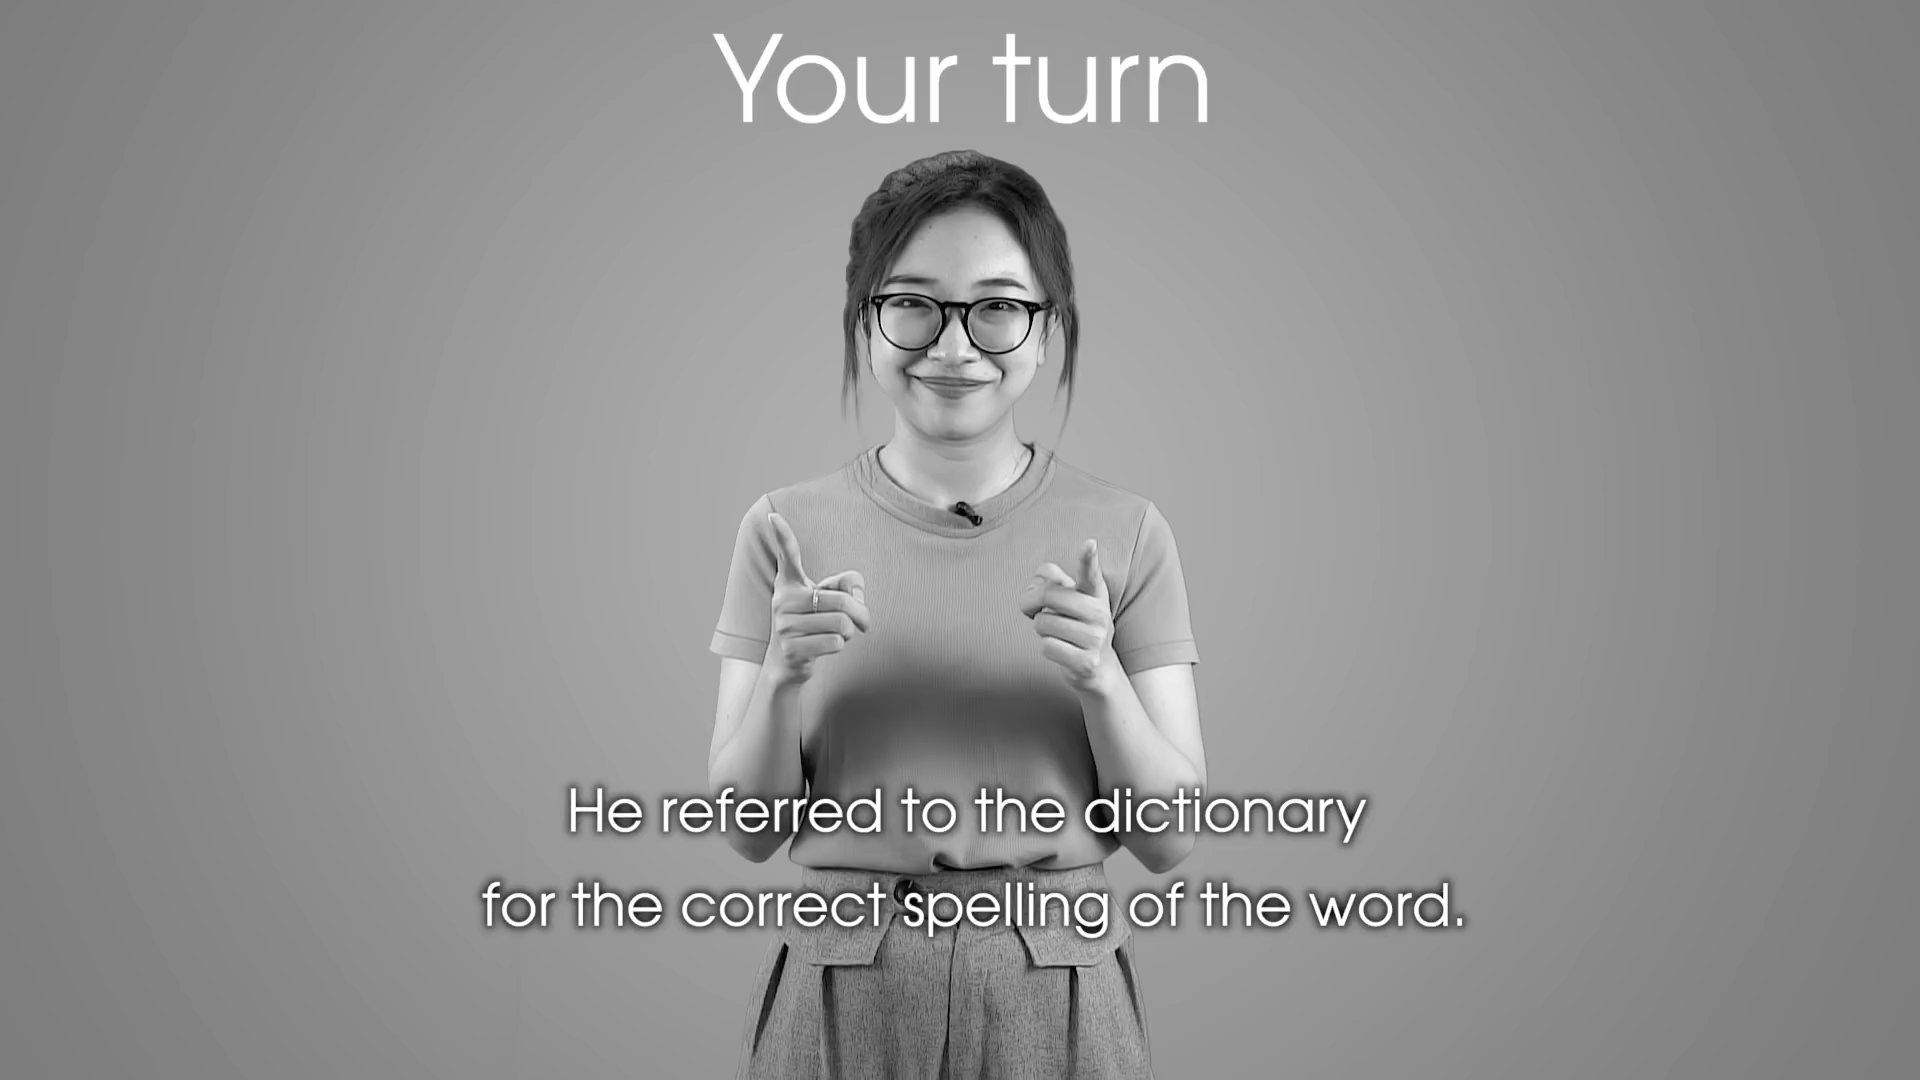 Your turn
He referred to the dictionary
for the correct spelling of the word.